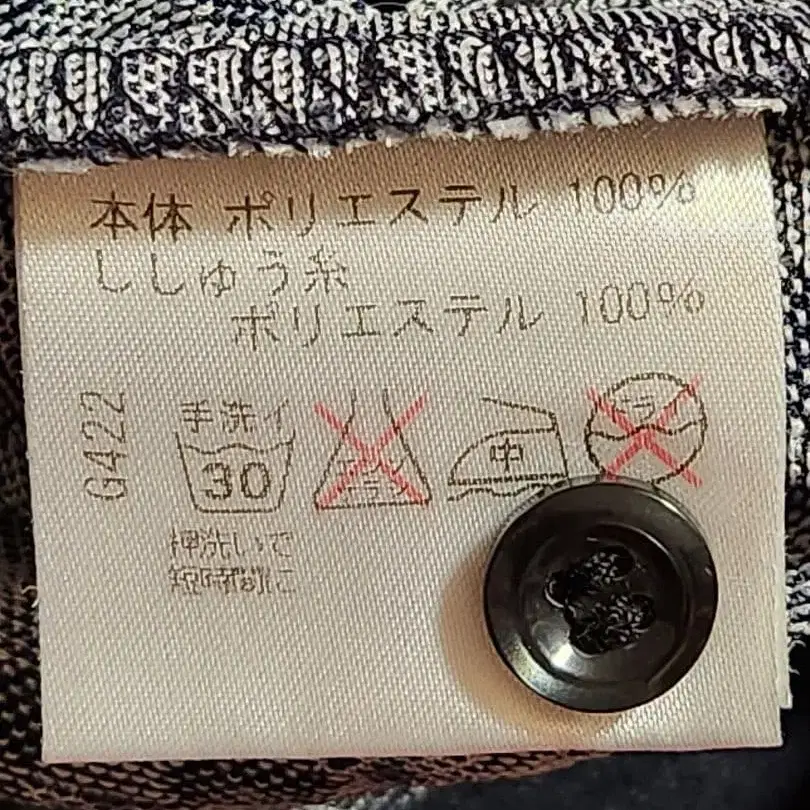 本体 ポリエステル 100%
ししゅう糸
ポリエステル 100%
G422
手洗イ
30
エンソ
サラシ
中
ドライ
押洗いで
短時間に